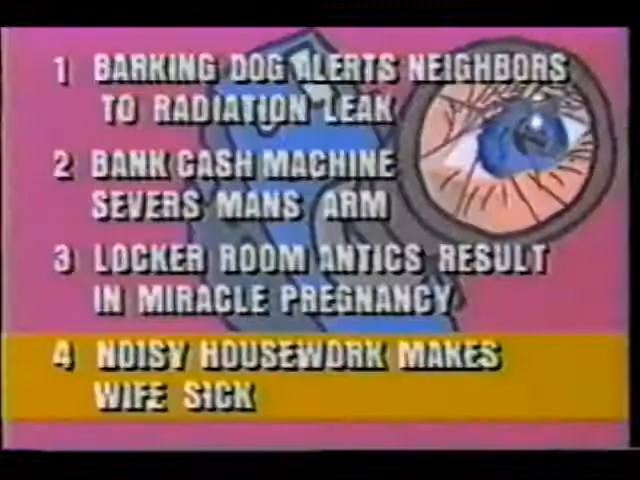 1 BARKING DOG ALERTS NEIGHBORS
TO RADIATION LEAK
2 BANK CASH MACHINE
SEVERS MANS ARM
3 LOCKER ROOM ANTICS RESULT
IN MIRACLE PREGNANCY
4 NOISY HOUSEWORK MAKES
WIFE SICK